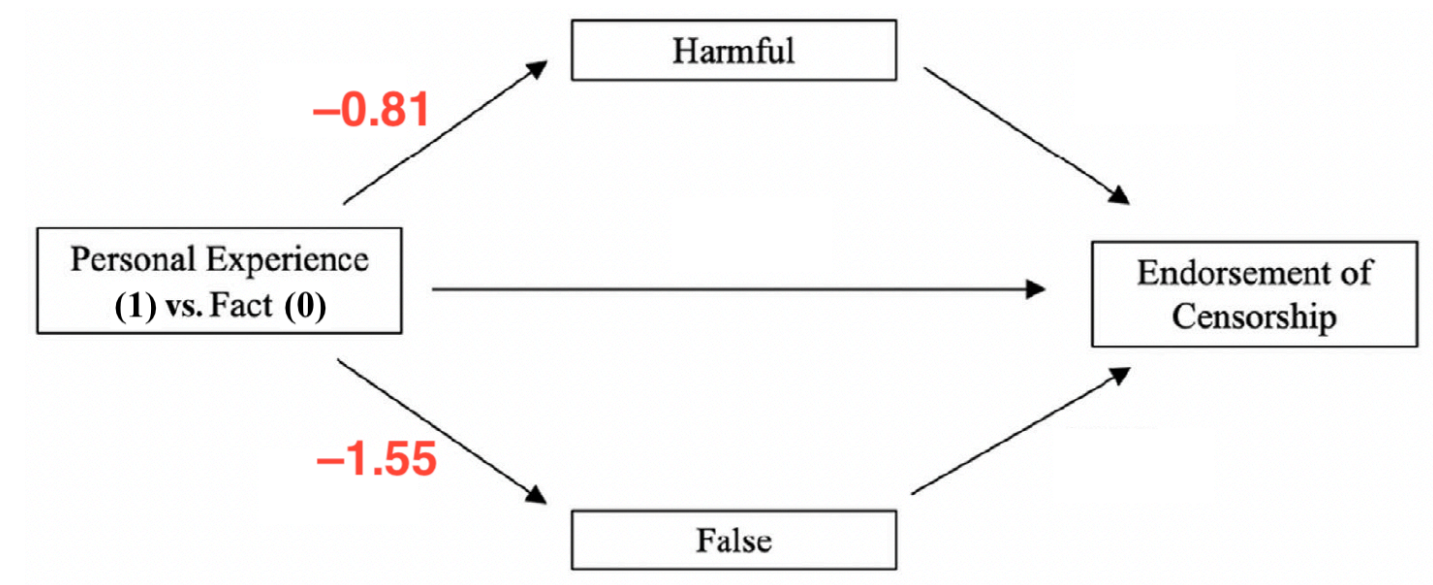 Harmful
–0.81
Personal Experience
(1) vs. Fact (0)
Endorsement of
Censorship
–1.55
False